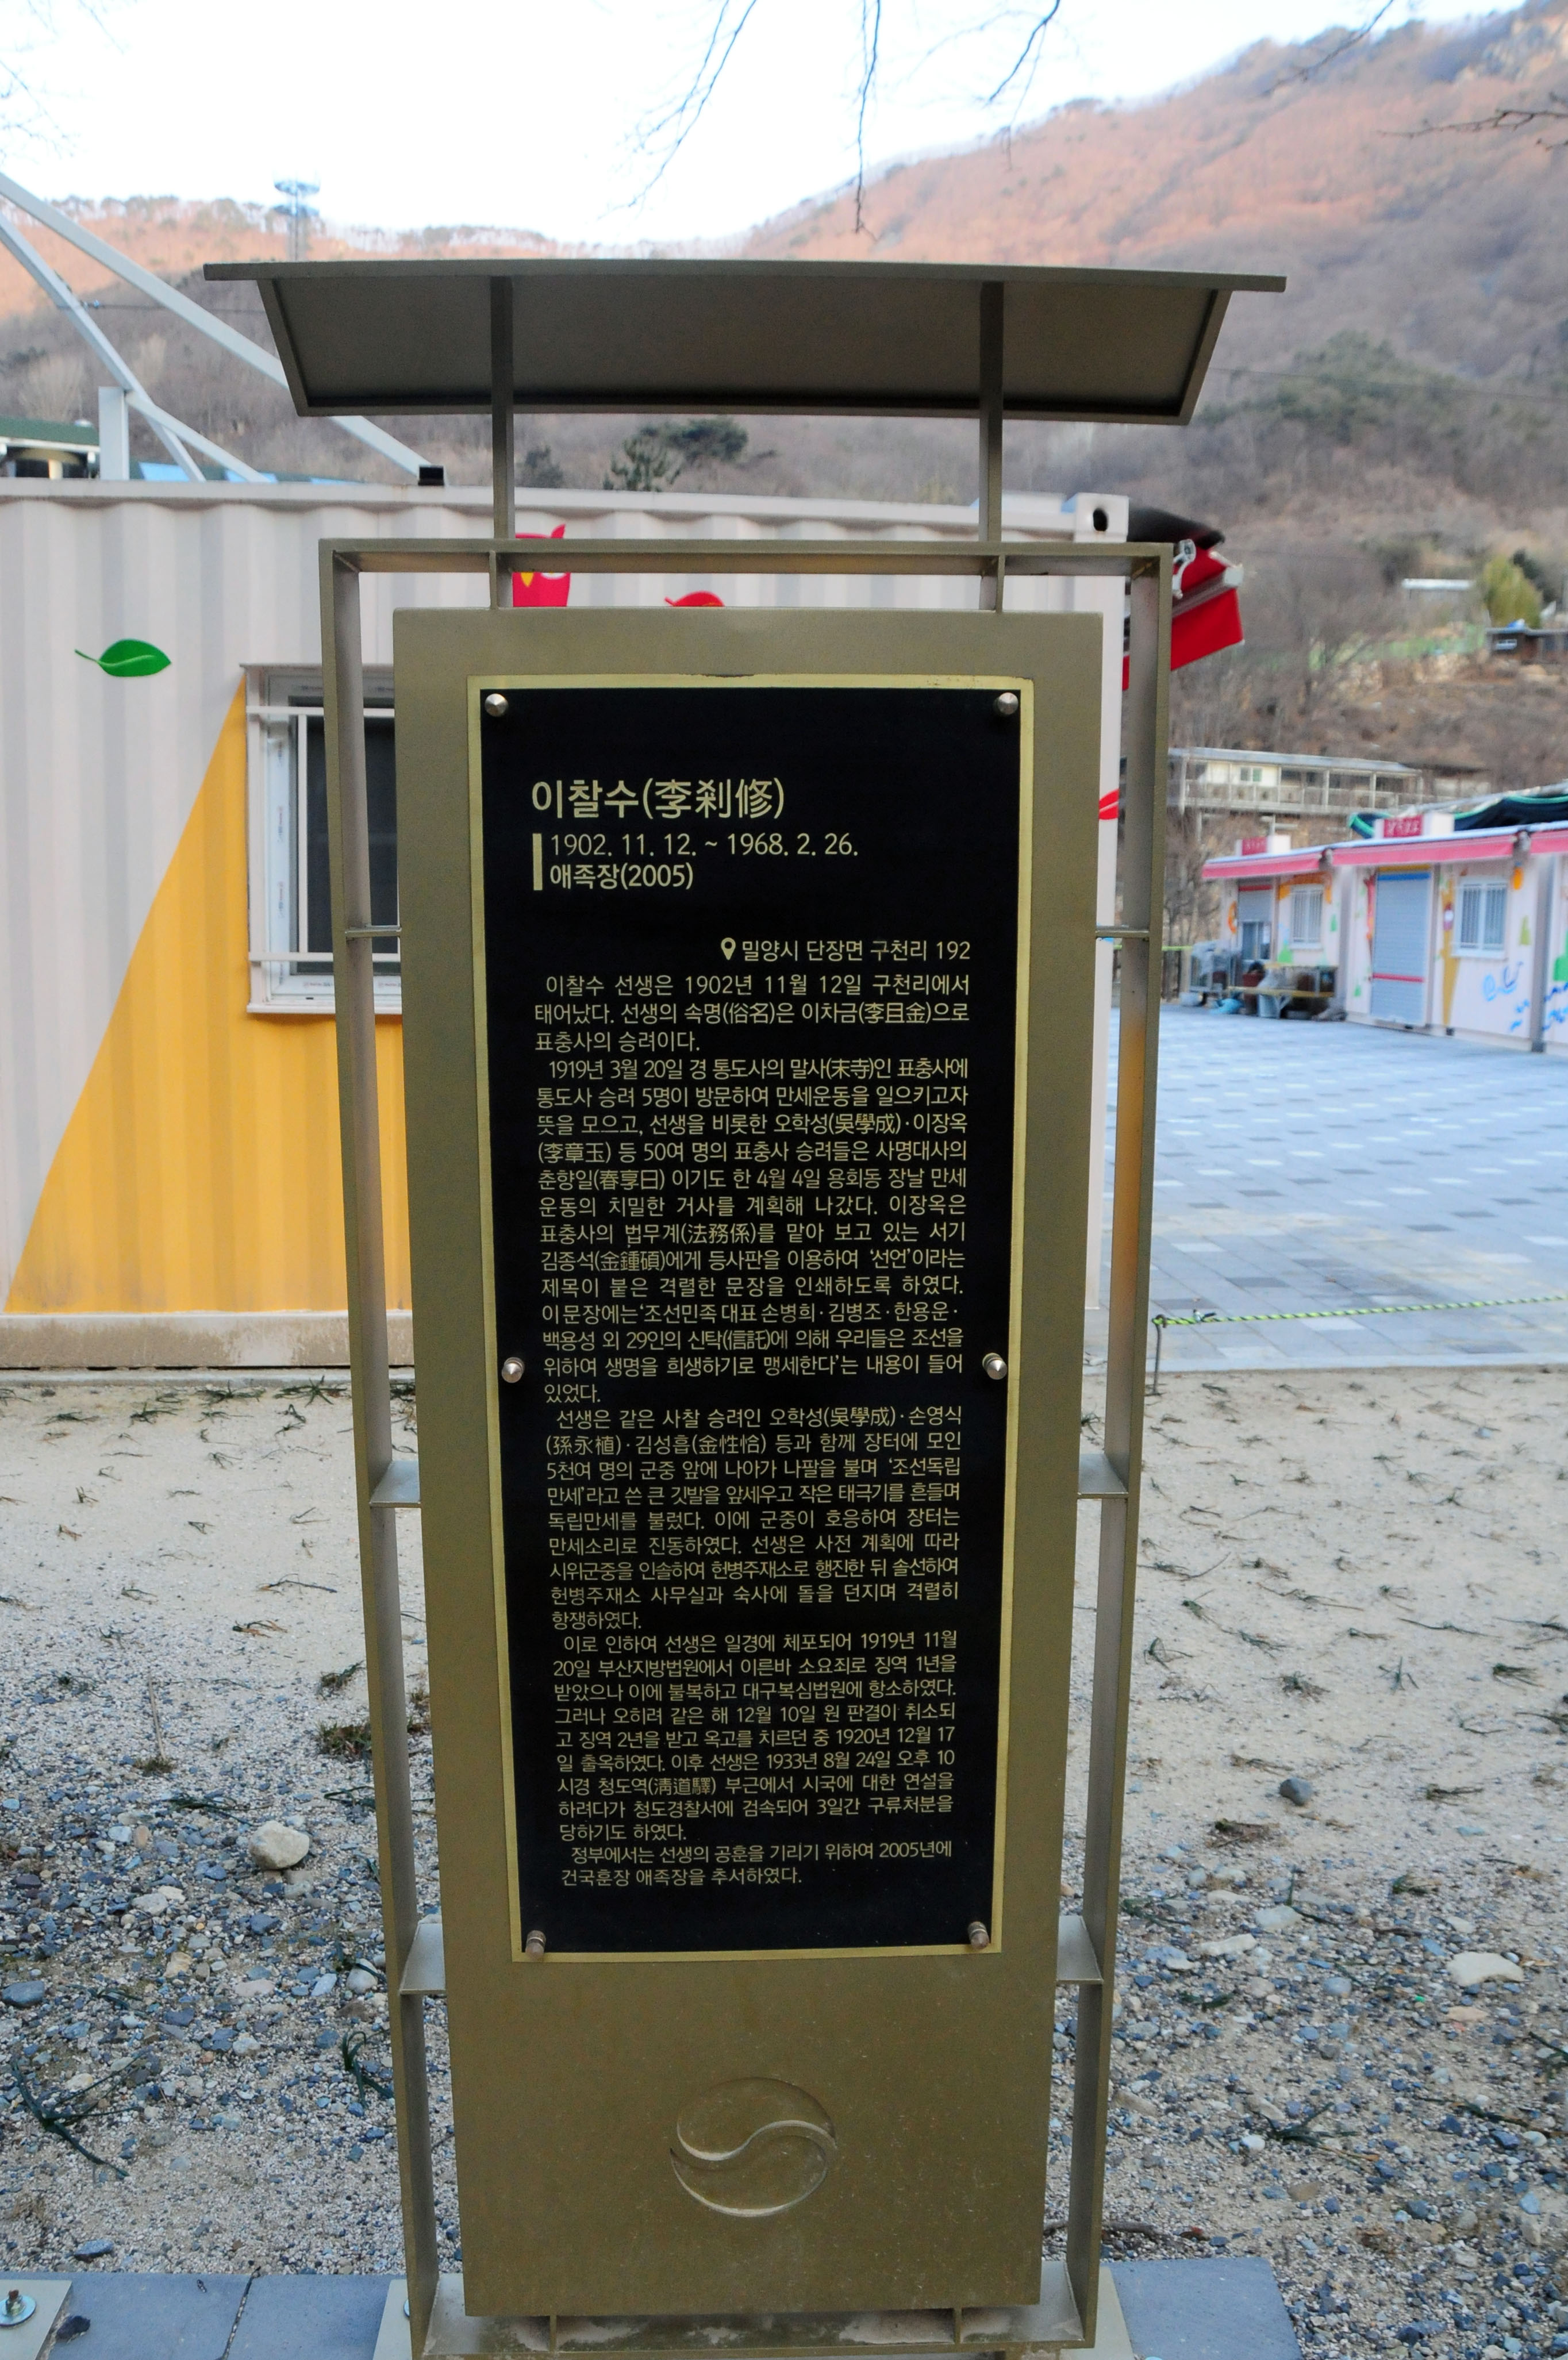 이찰수(李刹修)
1902. 11. 12. ~ 1968. 2. 26.
애족장(2005)
밀양시 단장면 구천리 192
이찰수 선생은 1902년 11월 12일 구천리에서
태어났다. 선생의 속명(俗名)은 이차금(李且金)으로
표충사의 승려이다.
1919년 3월 20일 경 통도사의 말사(末寺)인 표충사에
통도사 승려 5명이 방문하여 만세운동을 일으키고자
뜻을 모으고, 선생을 비롯한 오학성(吳學成)·이장옥
(李章玉) 등 50여 명의 표충사 승려들은 사명대사의
춘향일(春享日) 이기도 한 4월 4일 용회동 장날 만세
운동의 치밀한 거사를 계획해 나갔다. 이장옥은
표충사의 법무계(法務係)를 맡아 보고 있는 서기
김종석(金鍾碩)에게 등사판을 이용하여 ‘선언’이라는
제목이 붙은 격렬한 문장을 인쇄하도록 하였다.
이 문장에는 ‘조선민족 대표 손병희·김병조·한용운·
백용성 외 29인의 신탁(信託)에 의해 우리들은 조선을
위하여 생명을 희생하기로 맹세한다’는 내용이 들어
있었다.
선생은 같은 사찰 승려인 오학성(吳學成)·손영식
(孫永植)·김성흡(金性恰) 등과 함께 장터에 모인
5천여 명의 군중 앞에 나아가 나팔을 불며 ‘조선독립
만세’라고 쓴 큰 깃발을 앞세우고 작은 태극기를 흔들며
독립만세를 불렀다. 이에 군중이 호응하여 장터는
만세소리로 진동하였다. 선생은 사전 계획에 따라
시위군중을 인솔하여 헌병주재소로 행진한 뒤 솔선하여
헌병주재소 사무실과 숙사에 돌을 던지며 격렬히
항쟁하였다.
이로 인하여 선생은 일경에 체포되어 1919년 11월
20일 부산지방법원에서 이른바 소요죄로 징역 1년을
받았으나 이에 불복하고 대구복심법원에 항소하였다.
그러나 오히려 같은 해 12월 10일 원 판결이 취소되
고 징역 2년을 받고 옥고를 치르던 중 1920년 12월 17
일 출옥하였다. 이후 선생은 1933년 8월 24일 오후 10
시경 청도역(淸道驛) 부근에서 시국에 대한 연설을
하려다가 청도경찰서에 검속되어 3일간 구류처분을
당하기도 하였다.
정부에서는 선생의 공훈을 기리기 위하여 2005년에
건국훈장 애족장을 추서하였다.